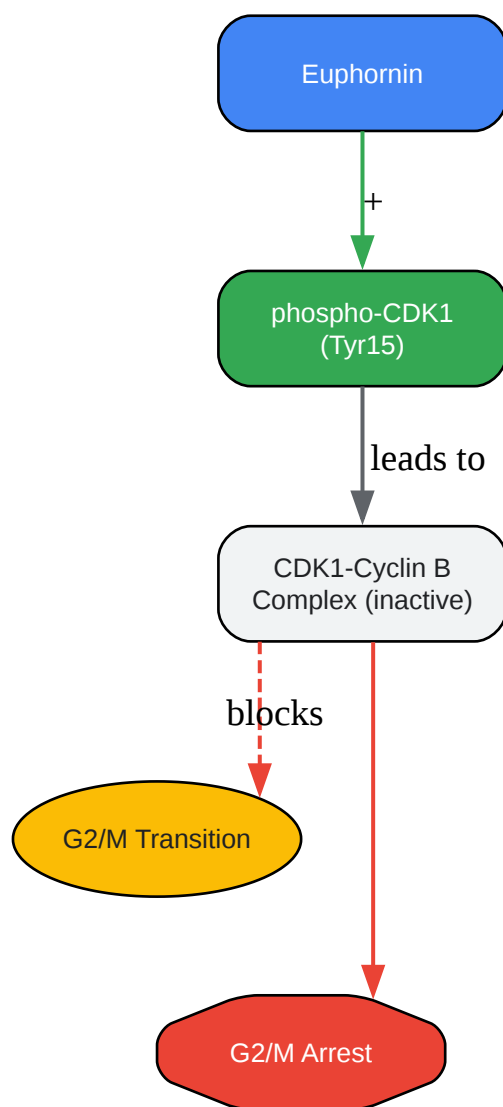 Euphornin
+
phospho-CDK1
(Tyr15)
leads to
CDK1-Cyclin B
Complex (inactive)
blocks
G2/M Transition
G2/M Arrest